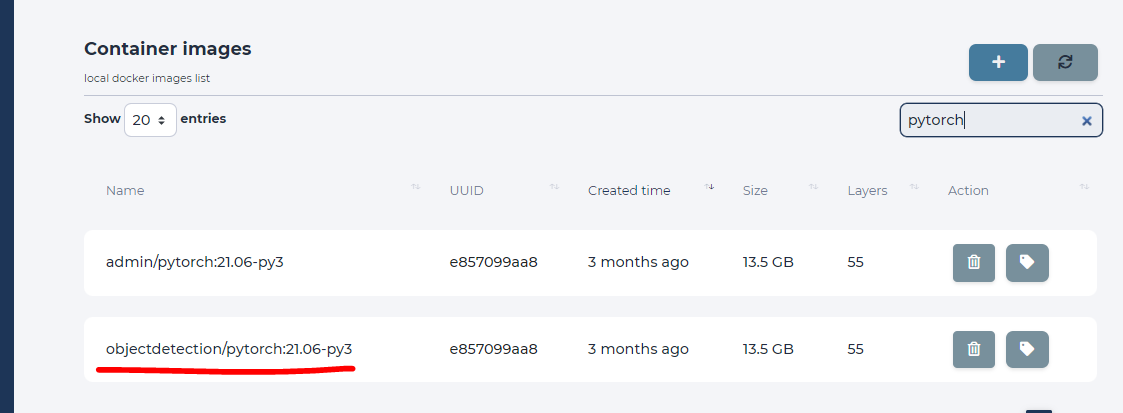 Container images
local docker images list
Show 20 entries
pytorch
Name UUID Created time Size Layers Action
admin/pytorch:21.06-py3 e857099aa8 3 months ago 13.5 GB 55
objectdetection/pytorch:21.06-py3 e857099aa8 3 months ago 13.5 GB 55